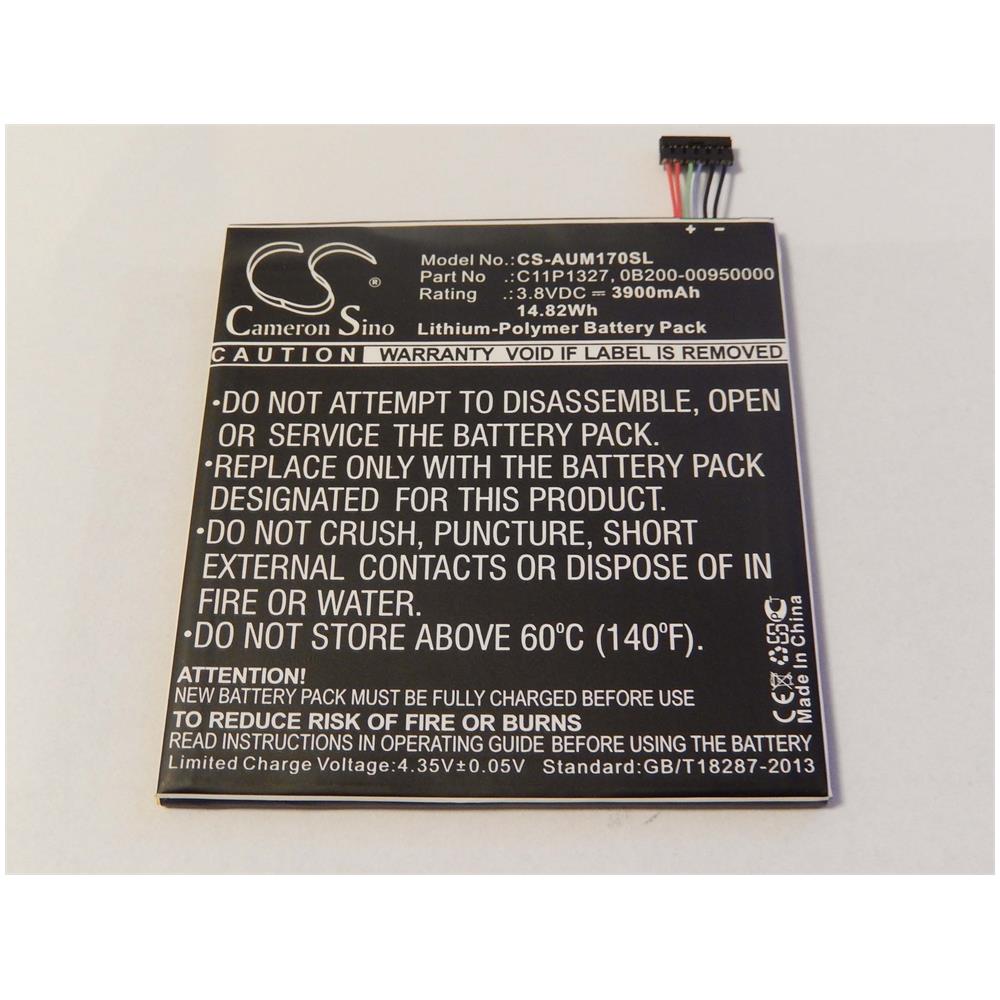 CS ®
Cameron Sino
Model No.:CS-AUM170SL
Part No :C11P1327, 0B200-00950000
Rating :3.8VDC ⎓ 3900mAh
14.82Wh
Lithium-Polymer Battery Pack
+ -
CAUTION WARRANTY VOID IF LABEL IS REMOVED
•DO NOT ATTEMPT TO DISASSEMBLE, OPEN
OR SERVICE THE BATTERY PACK.
•REPLACE ONLY WITH THE BATTERY PACK
DESIGNATED FOR THIS PRODUCT.
•DO NOT CRUSH, PUNCTURE, SHORT
EXTERNAL CONTACTS OR DISPOSE OF IN
FIRE OR WATER.
•DO NOT STORE ABOVE 60ºC (140ºF).
ATTENTION!
NEW BATTERY PACK MUST BE FULLY CHARGED BEFORE USE
TO REDUCE RISK OF FIRE OR BURNS
READ INSTRUCTIONS IN OPERATING GUIDE BEFORE USING THE BATTERY
Limited Charge Voltage:4.35V±0.05V Standard:GB/T18287-2013
CE
Made In China